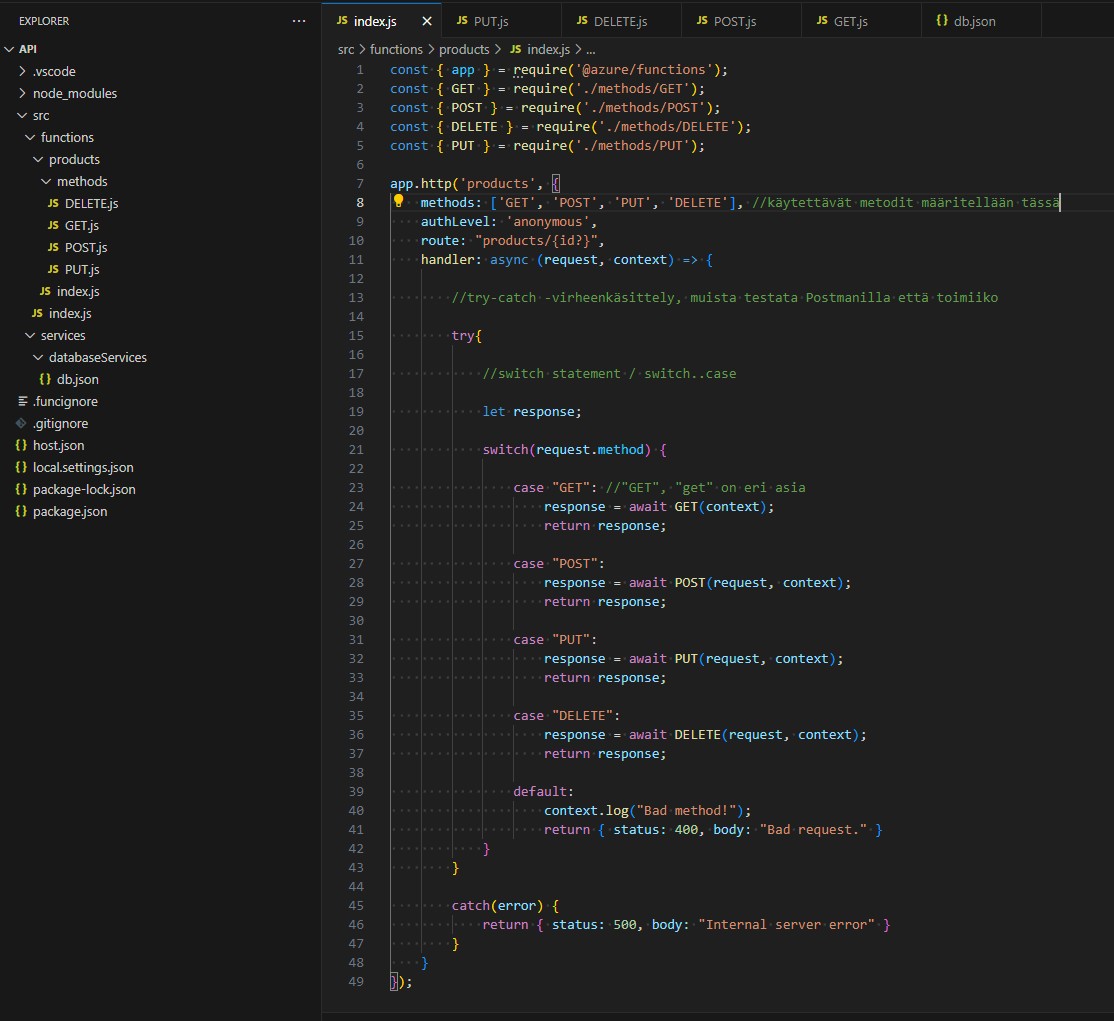 EXPLORER
API
.vscode
node_modules
src
functions
products
methods
JS DELETE.js
JS GET.js
JS POST.js
JS PUT.js
JS index.js
JS index.js
services
databaseServices
{} db.json
.funcignore
.gitignore
{} host.json
{} local.settings.json
{} package-lock.json
{} package.json
JS index.js
JS PUT.js
JS DELETE.js
JS POST.js
JS GET.js
{} db.json
src > functions > products > JS index.js > ...
1 const { app } = require('@azure/functions');
2 const { GET } = require('./methods/GET');
3 const { POST } = require('./methods/POST');
4 const { DELETE } = require('./methods/DELETE');
5 const { PUT } = require('./methods/PUT');
6
7 app.http('products', {
8 methods: ['GET', 'POST', 'PUT', 'DELETE'], //käytettävät metodit määritellään tässä
9 authLevel: 'anonymous',
10 route: "products/{id?}",
11 handler: async (request, context) => {
12
13 //try-catch -virheenkäsittely, muista testata Postmanilla että toimiiko
14
15 try{
16
17 //switch statement / switch..case
18
19 let response;
20
21 switch(request.method) {
22
23 case "GET": //"GET", "get" on eri asia
24 response = await GET(context);
25 return response;
26
27 case "POST":
28 response = await POST(request, context);
29 return response;
30
31 case "PUT":
32 response = await PUT(request, context);
33 return response;
34
35 case "DELETE":
36 response = await DELETE(request, context);
37 return response;
38
39 default:
40 context.log("Bad method!");
41 return { status: 400, body: "Bad request." }
42 }
43 }
44
45 catch(error) {
46 return { status: 500, body: "Internal server error" }
47 }
48 }
49 });